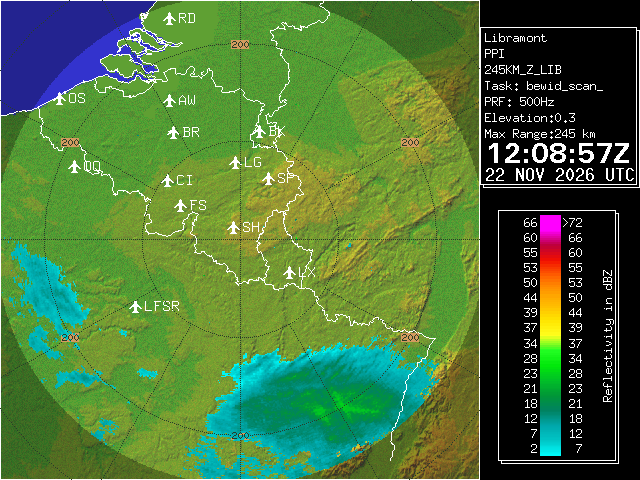 RD
200
OS
AW
BR
BK
200
200
QQ
LG
CI
SP
FS
SH
LX
LFSR
200
200
200
Libramont
PPI
245KM_Z_LIB
Task: bewid_scan_
PRF: 500Hz
Elevation:0.3
Max Range:245 km
12:08:57Z
22 NOV 2026 UTC
66 >72
60 66
55 60
53 55
50 53
44 50
39 44
37 39
34 37
28 34
23 28
21 23
18 21
12 18
7 12
2 7
Reflectivity in dBZ